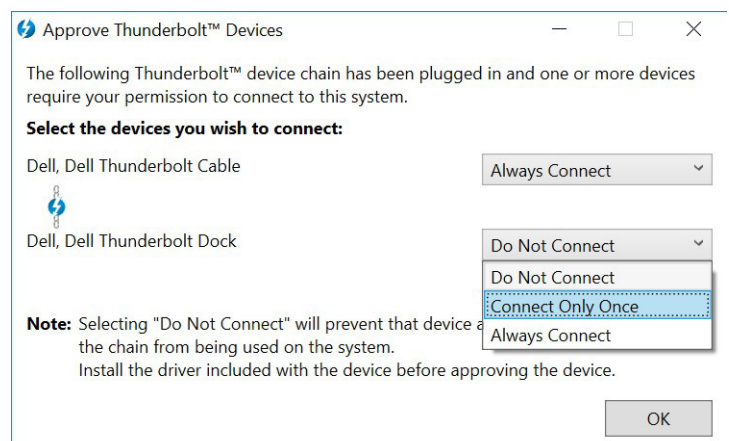 Approve Thunderbolt™ Devices
The following Thunderbolt™ device chain has been plugged in and one or more devices
require your permission to connect to this system.
Select the devices you wish to connect:
Dell, Dell Thunderbolt Cable
Always Connect
Dell, Dell Thunderbolt Dock
Do Not Connect
Do Not Connect
Connect Only Once
Always Connect
Note: Selecting "Do Not Connect" will prevent that device a
the chain from being used on the system.
Install the driver included with the device before approving the device.
OK